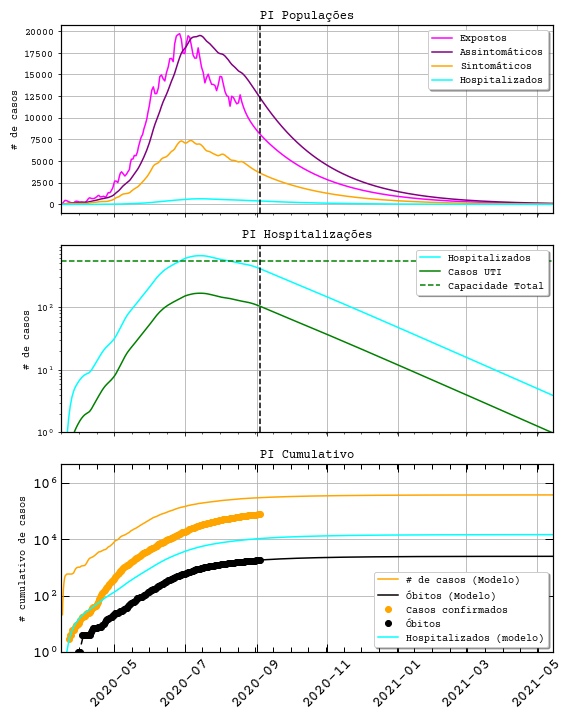 PI Populações
20000
17500
15000
12500
10000
7500
5000
2500
0
# de casos
Expostos
Assintomáticos
Sintomáticos
Hospitalizados
PI Hospitalizações
10²
10¹
10⁰
# de casos
Hospitalizados
Casos UTI
Capacidade Total
PI Cumulativo
10⁶
10⁴
10²
10⁰
# cumulativo de casos
# de casos (Modelo)
Óbitos (Modelo)
Casos confirmados
Óbitos
Hospitalizados (modelo)
2020-05
2020-07
2020-09
2020-11
2021-01
2021-03
2021-05